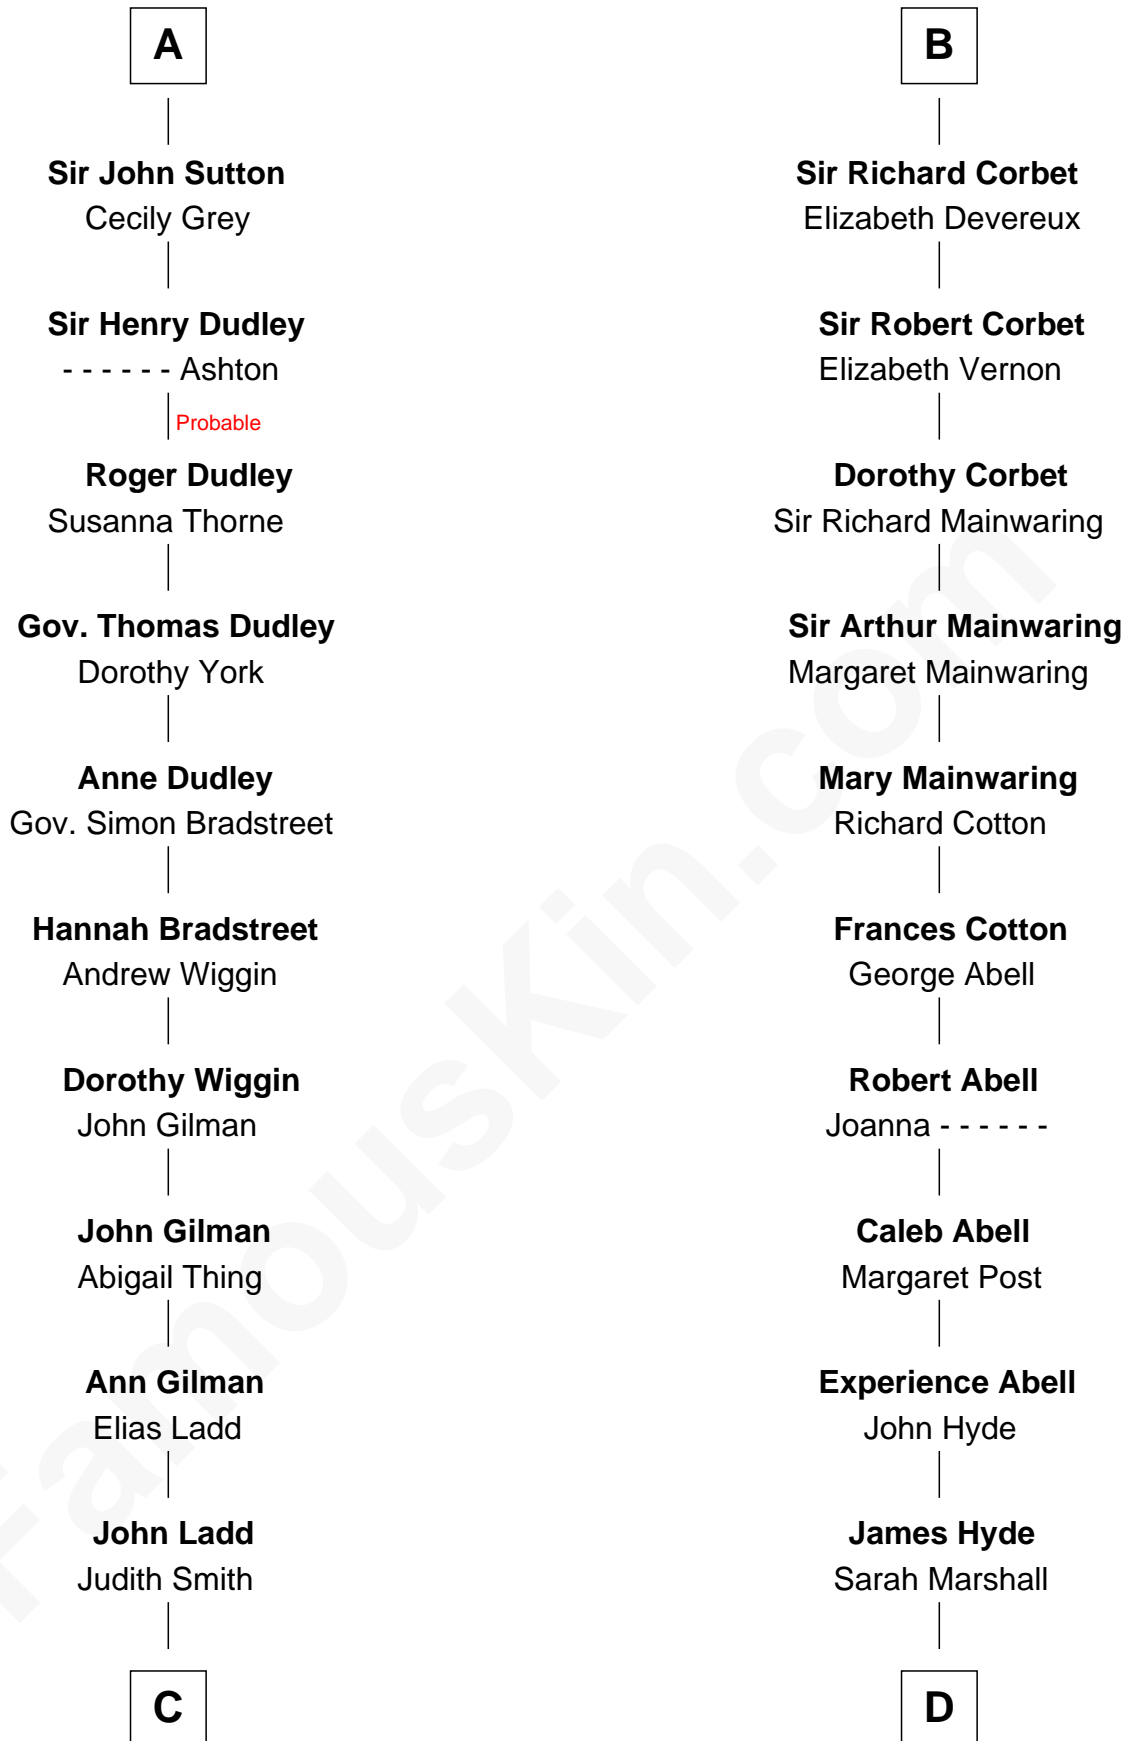 A
Sir John Sutton
Cecily Grey
Sir Henry Dudley
- - - - - - Ashton
Probable
Roger Dudley
Susanna Thorne
Gov. Thomas Dudley
Dorothy York
Anne Dudley
Gov. Simon Bradstreet
Hannah Bradstreet
Andrew Wiggin
Dorothy Wiggin
John Gilman
John Gilman
Abigail Thing
Ann Gilman
Elias Ladd
John Ladd
Judith Smith
C
B
Sir Richard Corbet
Elizabeth Devereux
Sir Robert Corbet
Elizabeth Vernon
Dorothy Corbet
Sir Richard Mainwaring
Sir Arthur Mainwaring
Margaret Mainwaring
Mary Mainwaring
Richard Cotton
Frances Cotton
George Abell
Robert Abell
Joanna - - - - - -
Caleb Abell
Margaret Post
Experience Abell
John Hyde
James Hyde
Sarah Marshall
D
FamousKin.com